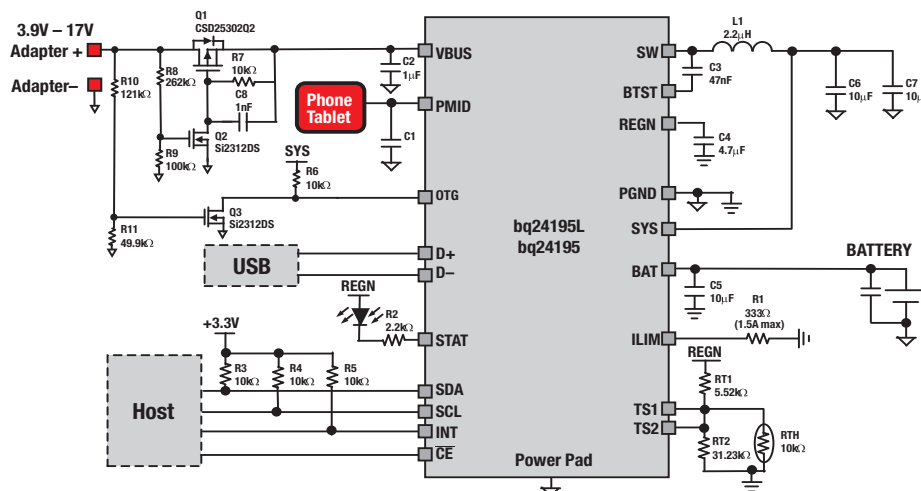 3.9V – 17V
Adapter +
Adapter–
Q1
CSD25302Q2
R7
10kΩ
C8
1nF
R8
262kΩ
R10
121kΩ
Q2
Si2312DS
R9
100kΩ
Q3
Si2312DS
R11
49.9kΩ
C2
1µF
Phone
Tablet
C1
SYS
R6
10kΩ
USB
REGN
R2
2.2kΩ
+3.3V
R3
10kΩ
R4
10kΩ
R5
10kΩ
Host
VBUS
PMID
OTG
D+
D–
STAT
SDA
SCL
INT
CE
bq24195L
bq24195
Power Pad
SW
BTST
REGN
PGND
SYS
BAT
ILIM
TS1
TS2
L1
2.2µH
C3
47nF
C6
10µF
C7
10µ
C4
4.7µF
BATTERY
C5
10µF
R1
333Ω
(1.5A max)
REGN
RT1
5.52kΩ
RT2
31.23kΩ
RTH
10kΩ